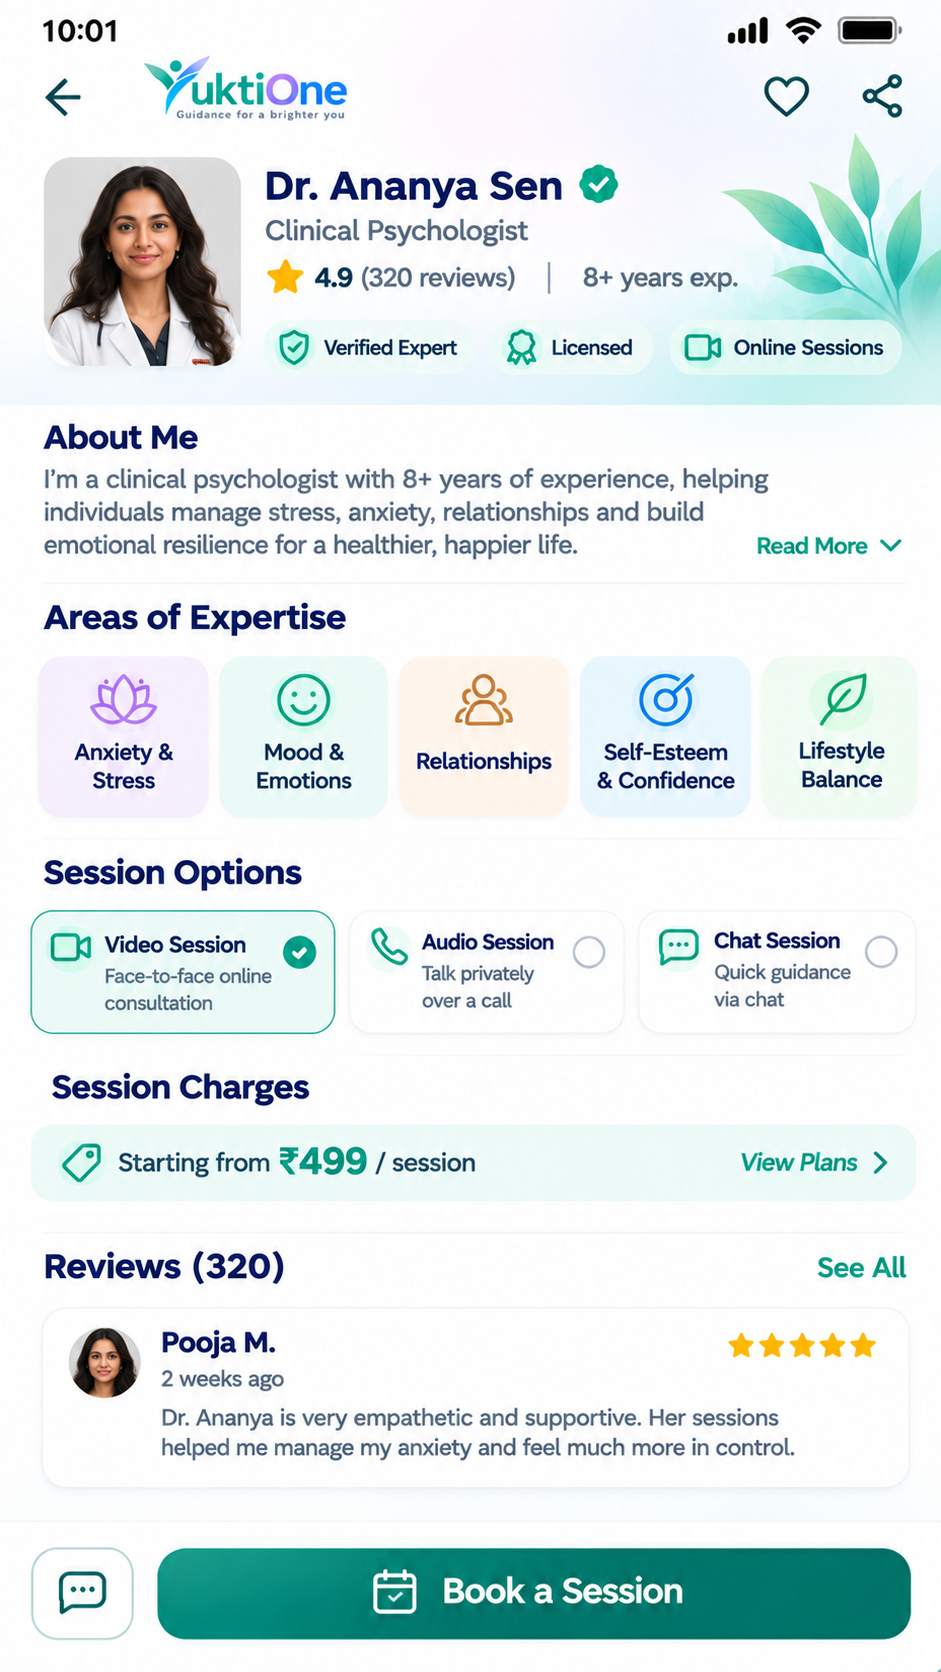 10:01
YuktiOne
Guidance for a brighter you
Dr. Ananya Sen
Clinical Psychologist
4.9 (320 reviews) | 8+ years exp.
Verified Expert
Licensed
Online Sessions
About Me
I'm a clinical psychologist with 8+ years of experience, helping
individuals manage stress, anxiety, relationships and build
emotional resilience for a healthier, happier life.
Read More
Areas of Expertise
Anxiety &
Stress
Mood &
Emotions
Relationships
Self-Esteem
& Confidence
Lifestyle
Balance
Session Options
Video Session
Face-to-face online
consultation
Audio Session
Talk privately
over a call
Chat Session
Quick guidance
via chat
Session Charges
Starting from ₹499 / session
View Plans
Reviews (320)
See All
Pooja M.
2 weeks ago
Dr. Ananya is very empathetic and supportive. Her sessions
helped me manage my anxiety and feel much more in control.
Book a Session